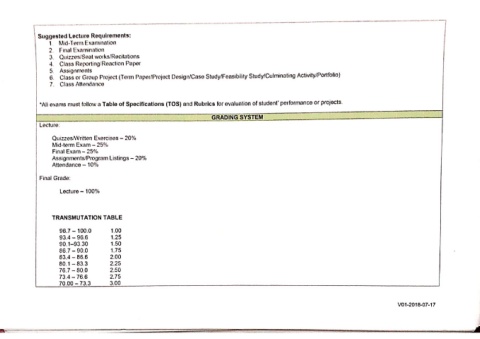 Suggested Lecture Requirements:
1. Mid-Term Examination
2. Final Examination
3. Quizzes/Seat works/Recitations
4. Class Reporting/Reaction Paper
5. Assignments
6. Class or Group Project (Term Paper/Project Design/Case Study/Feasibility Study/Culminating Activity/Portfolio)
7. Class Attendance
*All exams must follow a Table of Specifications (TOS) and Rubrics for evaluation of student' performance or projects.
GRADING SYSTEM
Lecture:
Quizzes/Written Exercises – 20%
Mid-term Exam – 25%
Final Exam – 25%
Assignments/Program Listings – 20%
Attendance – 10%
Final Grade:
Lecture – 100%
TRANSMUTATION TABLE
96.7 – 100.0 1.00
93.4 – 96.6 1.25
90.1–93.30 1.50
86.7 – 90.0 1.75
83.4 – 86.6 2.00
80.1 – 83.3 2.25
76.7 – 80.0 2.50
73.4 – 76.6 2.75
70.00 – 73.3 3.00
V01-2016-07-17